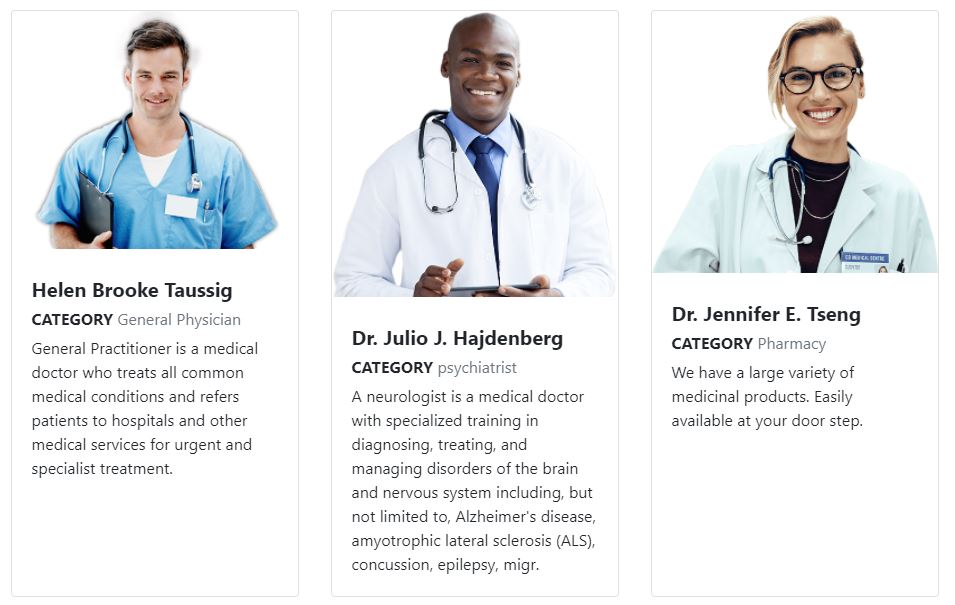 Helen Brooke Taussig
CATEGORY General Physician
General Practitioner is a medical
doctor who treats all common
medical conditions and refers
patients to hospitals and other
medical services for urgent and
specialist treatment.
Dr. Julio J. Hajdenberg
CATEGORY psychiatrist
A neurologist is a medical doctor
with specialized training in
diagnosing, treating, and
managing disorders of the brain
and nervous system including, but
not limited to, Alzheimer's disease,
amyotrophic lateral sclerosis (ALS),
concussion, epilepsy, migr.
MEDICAL CENTRE
Dr. Jennifer E. Tseng
CATEGORY Pharmacy
We have a large variety of
medicinal products. Easily
available at your door step.